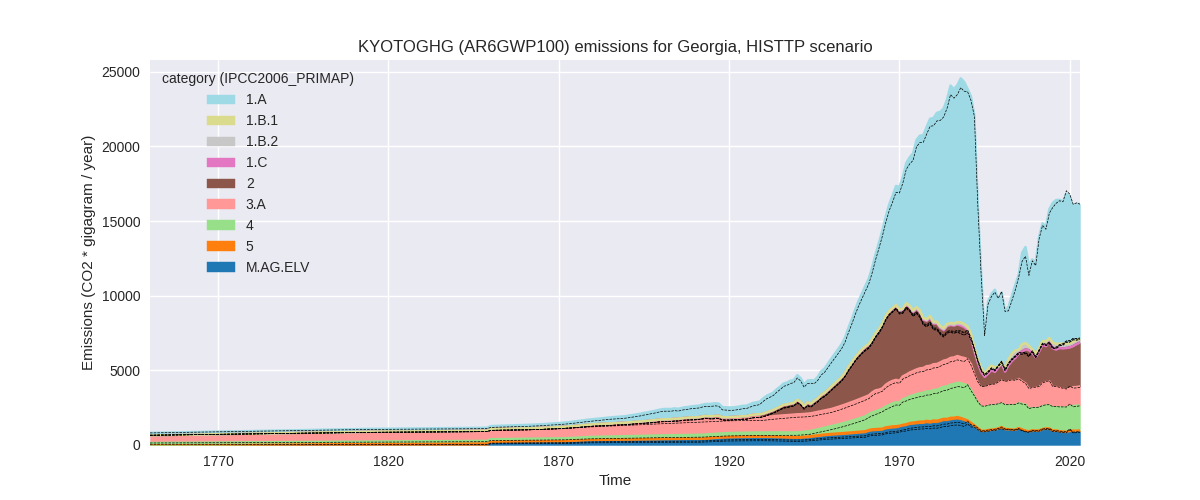 KYOTOGHG (AR6GWP100) emissions for Georgia, HISTTP scenario
25000
20000
15000
10000
5000
0
Emissions (CO2 * gigagram / year)
category (IPCC2006_PRIMAP)
1.A
1.B.1
1.B.2
1.C
2
3.A
4
5
M.AG.ELV
1770
1820
1870
1920
1970
2020
Time